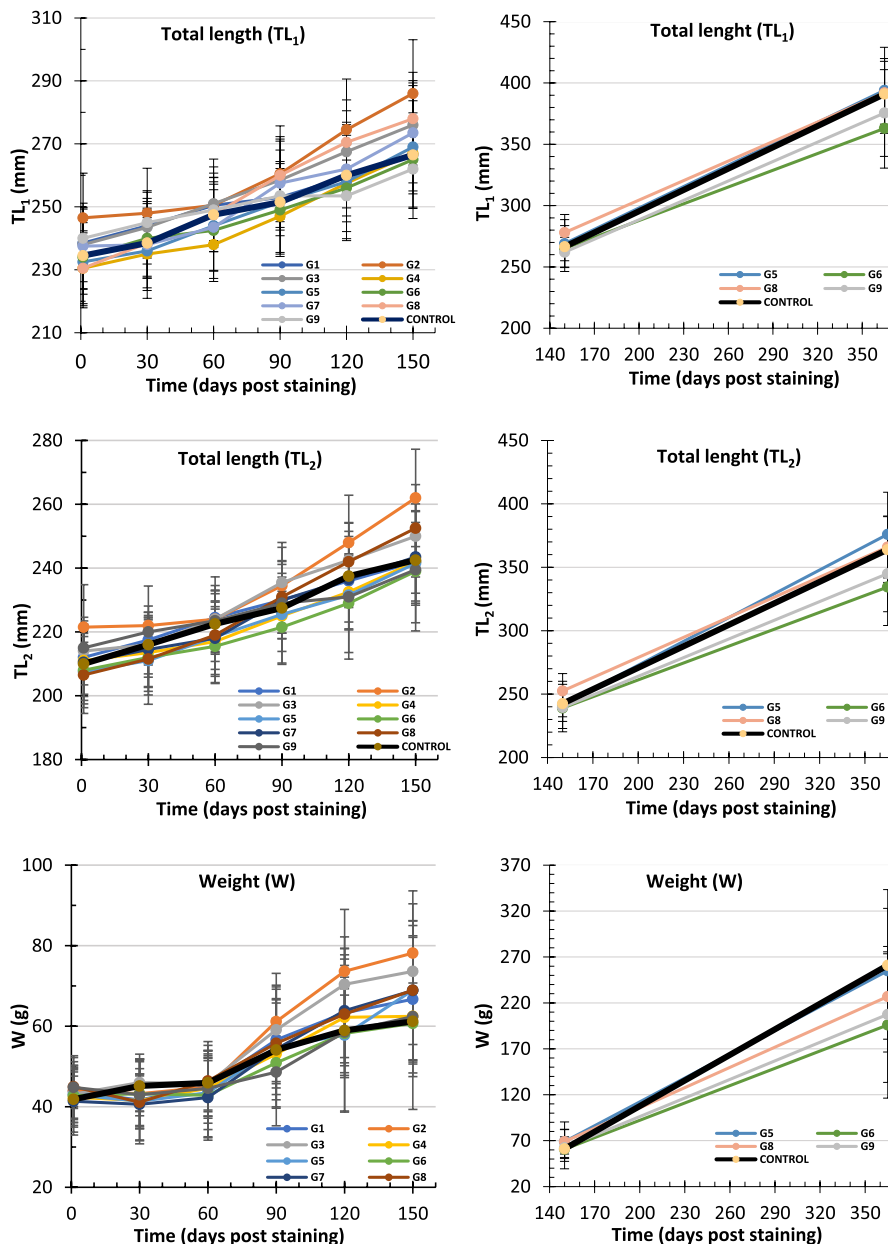 Total length (TL1)
TL1 (mm)
310
290
270
250
230
210
0 30 60 90 120 150
Time (days post staining)
G1 G2
G3 G4
G5 G6
G7 G8
G9 CONTROL
Total lenght (TL1)
TL1 (mm)
450
400
350
300
250
200
140 170 200 230 260 290 320 350
Time (days post staining)
G5 G6
G8 G9
CONTROL
Total length (TL2)
TL2 (mm)
280
260
240
220
200
180
0 30 60 90 120 150
Time (days post staining)
G1 G2
G3 G4
G5 G6
G7 G8
G9 CONTROL
Total lenght (TL2)
TL2 (mm)
450
400
350
300
250
200
140 170 200 230 260 290 320 350
Time (days post staining)
G5 G6
G8 G9
CONTROL
Weight (W)
W (g)
100
80
60
40
20
0 30 60 90 120 150
Time (days post staining)
G1 G2
G3 G4
G5 G6
G7 G8
Weight (W)
W (g)
370
320
270
220
170
120
70
20
140 170 200 230 260 290 320 350
Time (days post staining)
G5 G6
G8 G9
CONTROL